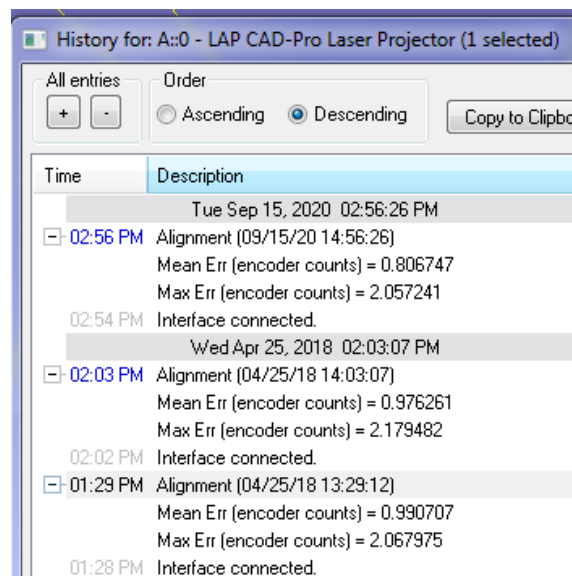 History for: A::0 - LAP CAD-Pro Laser Projector (1 selected)
All entries Order
+ - Ascending Descending Copy to Clipbo
Time Description
Tue Sep 15, 2020 02:56:26 PM
02:56 PM Alignment (09/15/20 14:56:26)
Mean Err (encoder counts) = 0.806747
Max Err (encoder counts) = 2.057241
02:54 PM Interface connected.
Wed Apr 25, 2018 02:03:07 PM
02:03 PM Alignment (04/25/18 14:03:07)
Mean Err (encoder counts) = 0.976261
Max Err (encoder counts) = 2.179482
02:02 PM Interface connected.
01:29 PM Alignment (04/25/18 13:29:12)
Mean Err (encoder counts) = 0.990707
Max Err (encoder counts) = 2.067975
01:28 PM Interface connected.